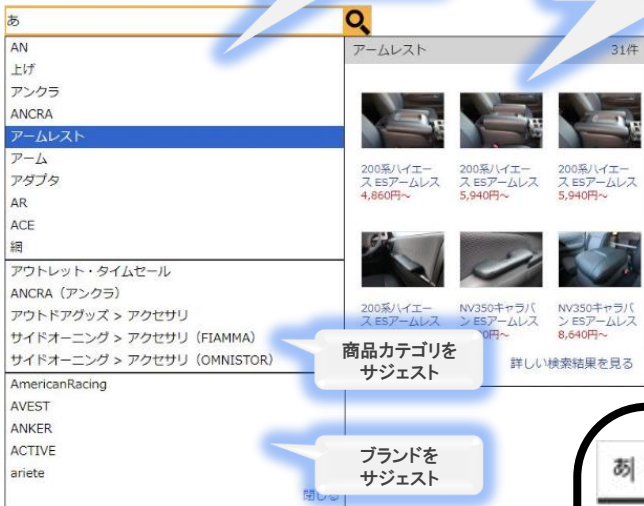 あ
AN
上げ
アンクラ
ANCRA
アームレスト
アーム
アダプタ
AR
ACE
網
アウトレット・タイムセール
ANCRA（アンクラ）
アウトドアグッズ > アクセサリ
サイドオーニング > アクセサリ（FIAMMA）
サイドオーニング > アクセサリ（OMNISTOR）
AmericanRacing
AVEST
ANKER
ACTIVE
ariete
閉じる
アームレスト 31件
200系ハイエー
ス ESアームレス
4,860円～
200系ハイエー
ス ESアームレス
5,940円～
200系ハイエー
ス ESアームレス
5,940円～
200系ハイエー
ス ESアームレス
NV350キャラバ
ン ESアームレス
0円～
NV350キャラバ
ン ESアームレス
8,640円～
詳しい検索結果を見る
商品カテゴリを
サジェスト
ブランドを
サジェスト
あ